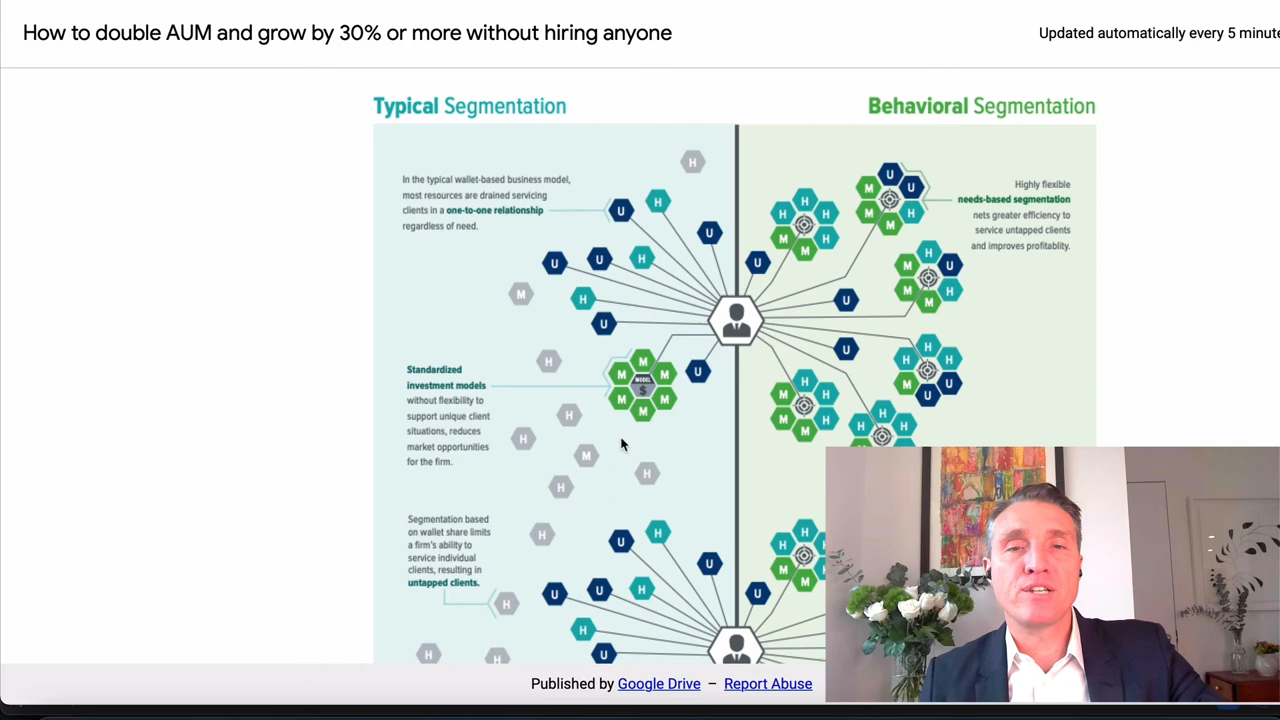 How to double AUM and grow by 30% or more without hiring anyone
Updated automatically every 5 minute
Typical Segmentation
Behavioral Segmentation
In the typical wallet-based business model,
most resources are drained servicing
clients in a one-to-one relationship
regardless of need.
H
U
H
U
U
U
H
M
H
U
Standardized
investment models
without flexibility to
support unique client
situations, reduces
market opportunities
for the firm.
H
M
M
M
MODEL
$
M
M
M
U
H
H
M
H
H
Segmentation based
on wallet share limits
a firm's ability to
service individual
clients, resulting in
untapped clients.
H
H
H
H
U
H
U
U
U
H
H
U
Highly flexible
needs-based segmentation
nets greater efficiency to
service untapped clients
and improves profitablity.
H
H
H
M
H
M
U
M
U
M
H
M
U
H
M
U
M
H
M
U
U
H
H
H
M
U
U
H
M
H
M
H
M
H
H
H
H
H
H
M
M
U
Published by Google Drive – Report Abuse